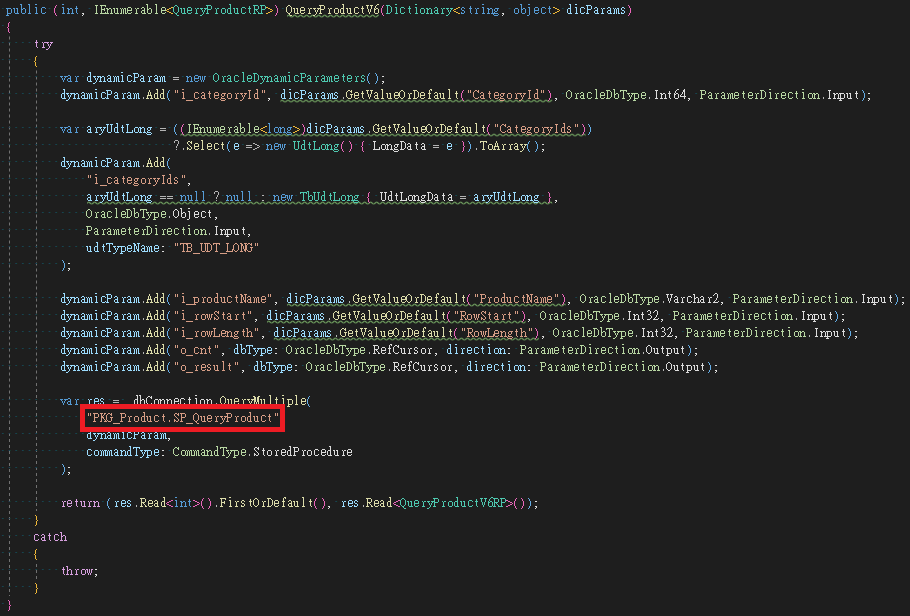 public (int, IEnumerable<QueryProductRP>) QueryProductV6(Dictionary<string, object> dicParams)
{
try
{
var dynamicParam = new OracleDynamicParameters();
dynamicParam.Add("i_categoryId", dicParams.GetValueOrDefault("CategoryId"), OracleDbType.Int64, ParameterDirection.Input);
var aryUdtLong = ((IEnumerable<long>)dicParams.GetValueOrDefault("CategoryIds"))
?.Select(e => new UdtLong() { LongData = e }).ToArray();
dynamicParam.Add(
"i_categoryIds",
aryUdtLong == null ? null : new TbUdtLong { UdtLongData = aryUdtLong },
OracleDbType.Object,
ParameterDirection.Input,
udtTypeName: "TB_UDT_LONG"
);
dynamicParam.Add("i_productName", dicParams.GetValueOrDefault("ProductName"), OracleDbType.Varchar2, ParameterDirection.Input);
dynamicParam.Add("i_rowStart", dicParams.GetValueOrDefault("RowStart"), OracleDbType.Int32, ParameterDirection.Input);
dynamicParam.Add("i_rowLength", dicParams.GetValueOrDefault("RowLength"), OracleDbType.Int32, ParameterDirection.Input);
dynamicParam.Add("o_cnt", dbType: OracleDbType.RefCursor, direction: ParameterDirection.Output);
dynamicParam.Add("o_result", dbType: OracleDbType.RefCursor, direction: ParameterDirection.Output);
var res = _dbConnection.QueryMultiple(
"PKG_Product.SP_QueryProduct"
dynamicParam,
commandType: CommandType.StoredProcedure
);
return (res.Read<int>().FirstOrDefault(), res.Read<QueryProductV6RP>());
}
catch
{
throw;
}
}